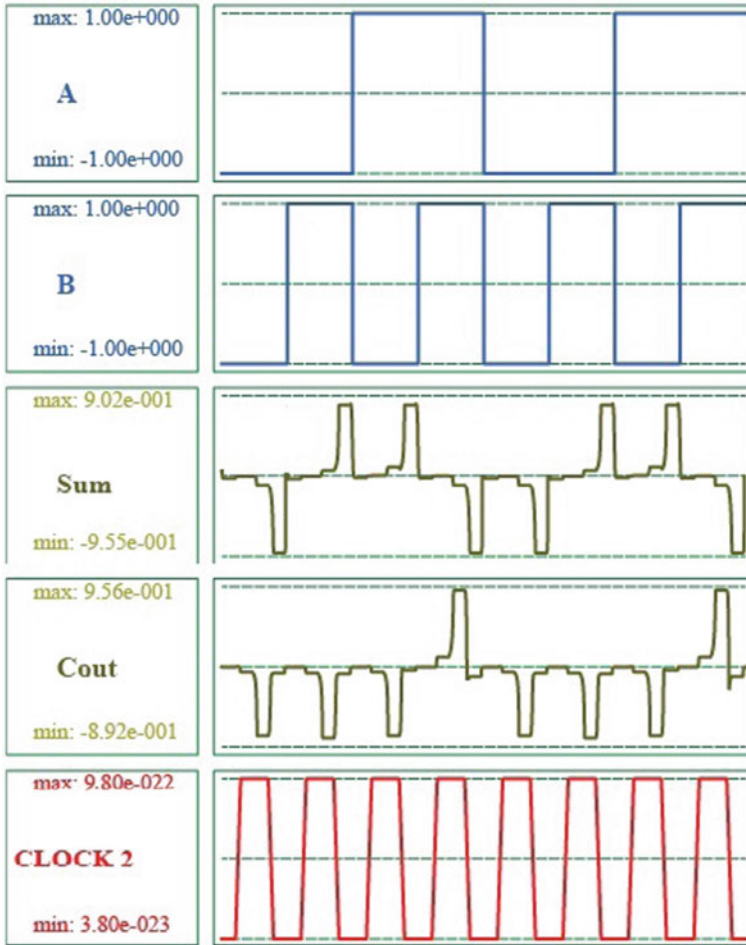 max: 1.00e+000
A
min: -1.00e+000
max: 1.00e+000
B
min: -1.00e+000
max: 9.02e-001
Sum
min: -9.55e-001
max: 9.56e-001
Cout
min: -8.92e-001
max: 9.80e-022
CLOCK 2
min: 3.80e-023